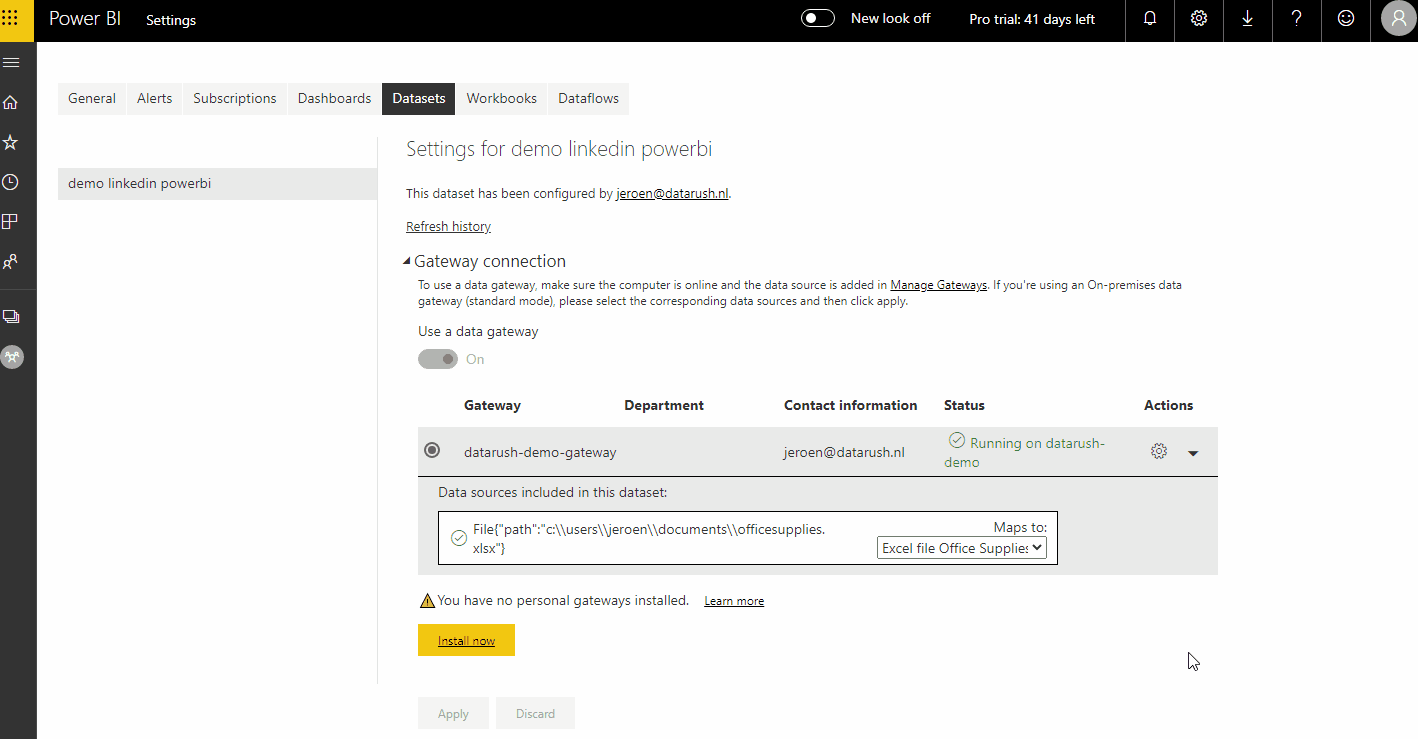 Power BI Settings New look off Pro trial: 41 days left
General Alerts Subscriptions Dashboards Datasets Workbooks Dataflows
demo linkedin powerbi
Settings for demo linkedin powerbi
This dataset has been configured by jeroen@datarush.nl.
Refresh history
Gateway connection
To use a data gateway, make sure the computer is online and the data source is added in Manage Gateways. If you're using an On-premises data
gateway (standard mode), please select the corresponding data sources and then click apply.
Use a data gateway
On
Gateway Department Contact information Status Actions
datarush-demo-gateway jeroen@datarush.nl Running on datarush-
demo
Data sources included in this dataset:
File{"path":"c:\\users\\jeroen\\documents\\officesupplies.
xlsx"}
Maps to:
Excel file Office Supplies
You have no personal gateways installed. Learn more
Install now
Apply Discard